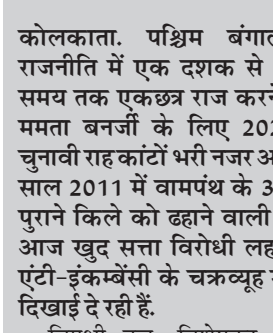 कोलकाता. पश्चिम बंगाल
राजनीति में एक दशक से
समय तक एकछत्र राज करने
ममता बनर्जी के लिए 202
चुनावी राह कांटों भरी नजर अ
साल 2011 में वामपंथ के 3
पुराने किले को ढहाने वाली
आज खुद सत्ता विरोधी लह
एंटी-इंकम्बेंसी के चक्रव्यूह
दिखाई दे रही हैं.